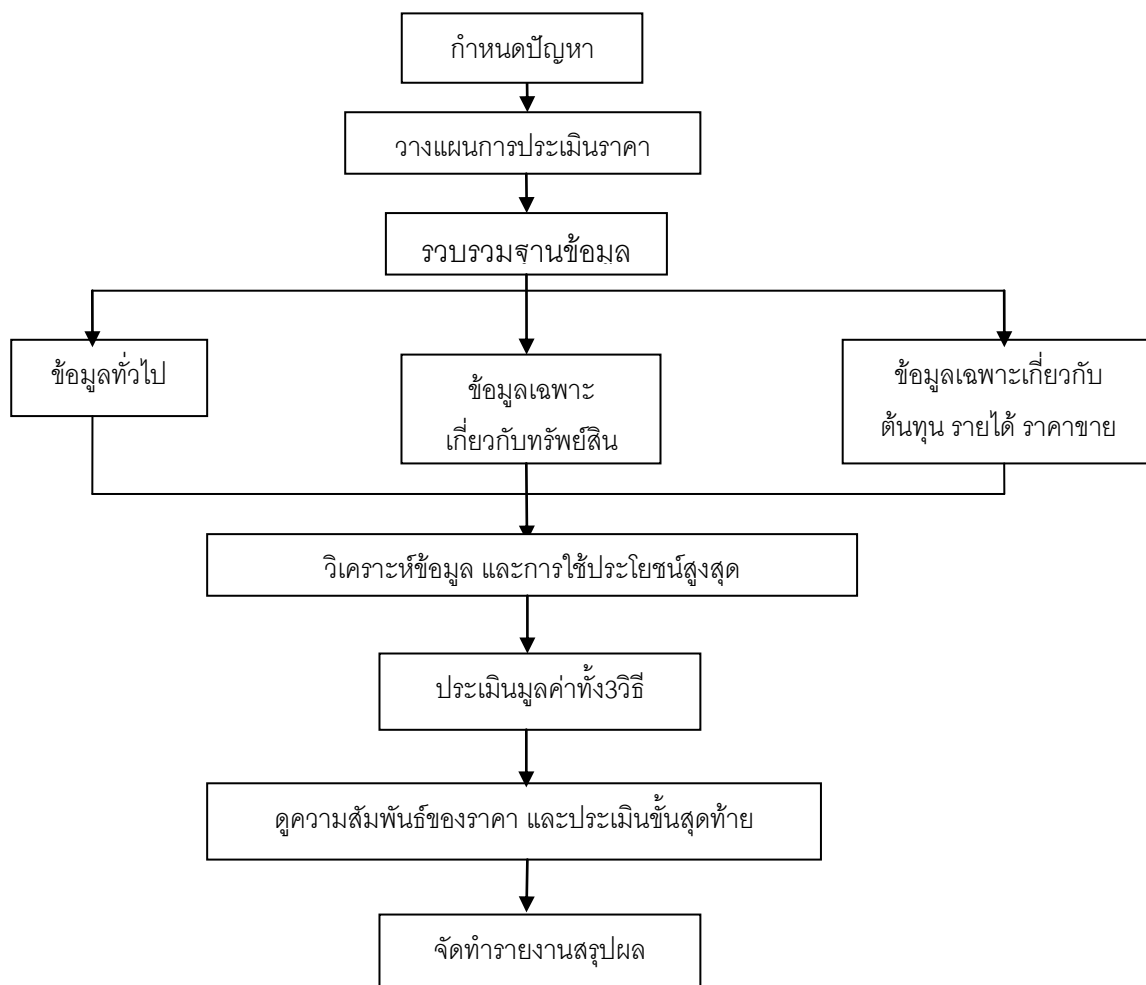 กำหนดปัญหา
วางแผนการประเมินราคา
รวบรวมฐานข้อมูล
ข้อมูลทั่วไป
ข้อมูลเฉพาะ
เกี่ยวกับทรัพย์สิน
ข้อมูลเฉพาะเกี่ยวกับ
ต้นทุน รายได้ ราคาขาย
วิเคราะห์ข้อมูล และการใช้ประโยชน์สูงสุด
ประเมินมูลค่าทั้ง3วิธี
ดูความสัมพันธ์ของราคา และประเมินขั้นสุดท้าย
จัดทำรายงานสรุปผล